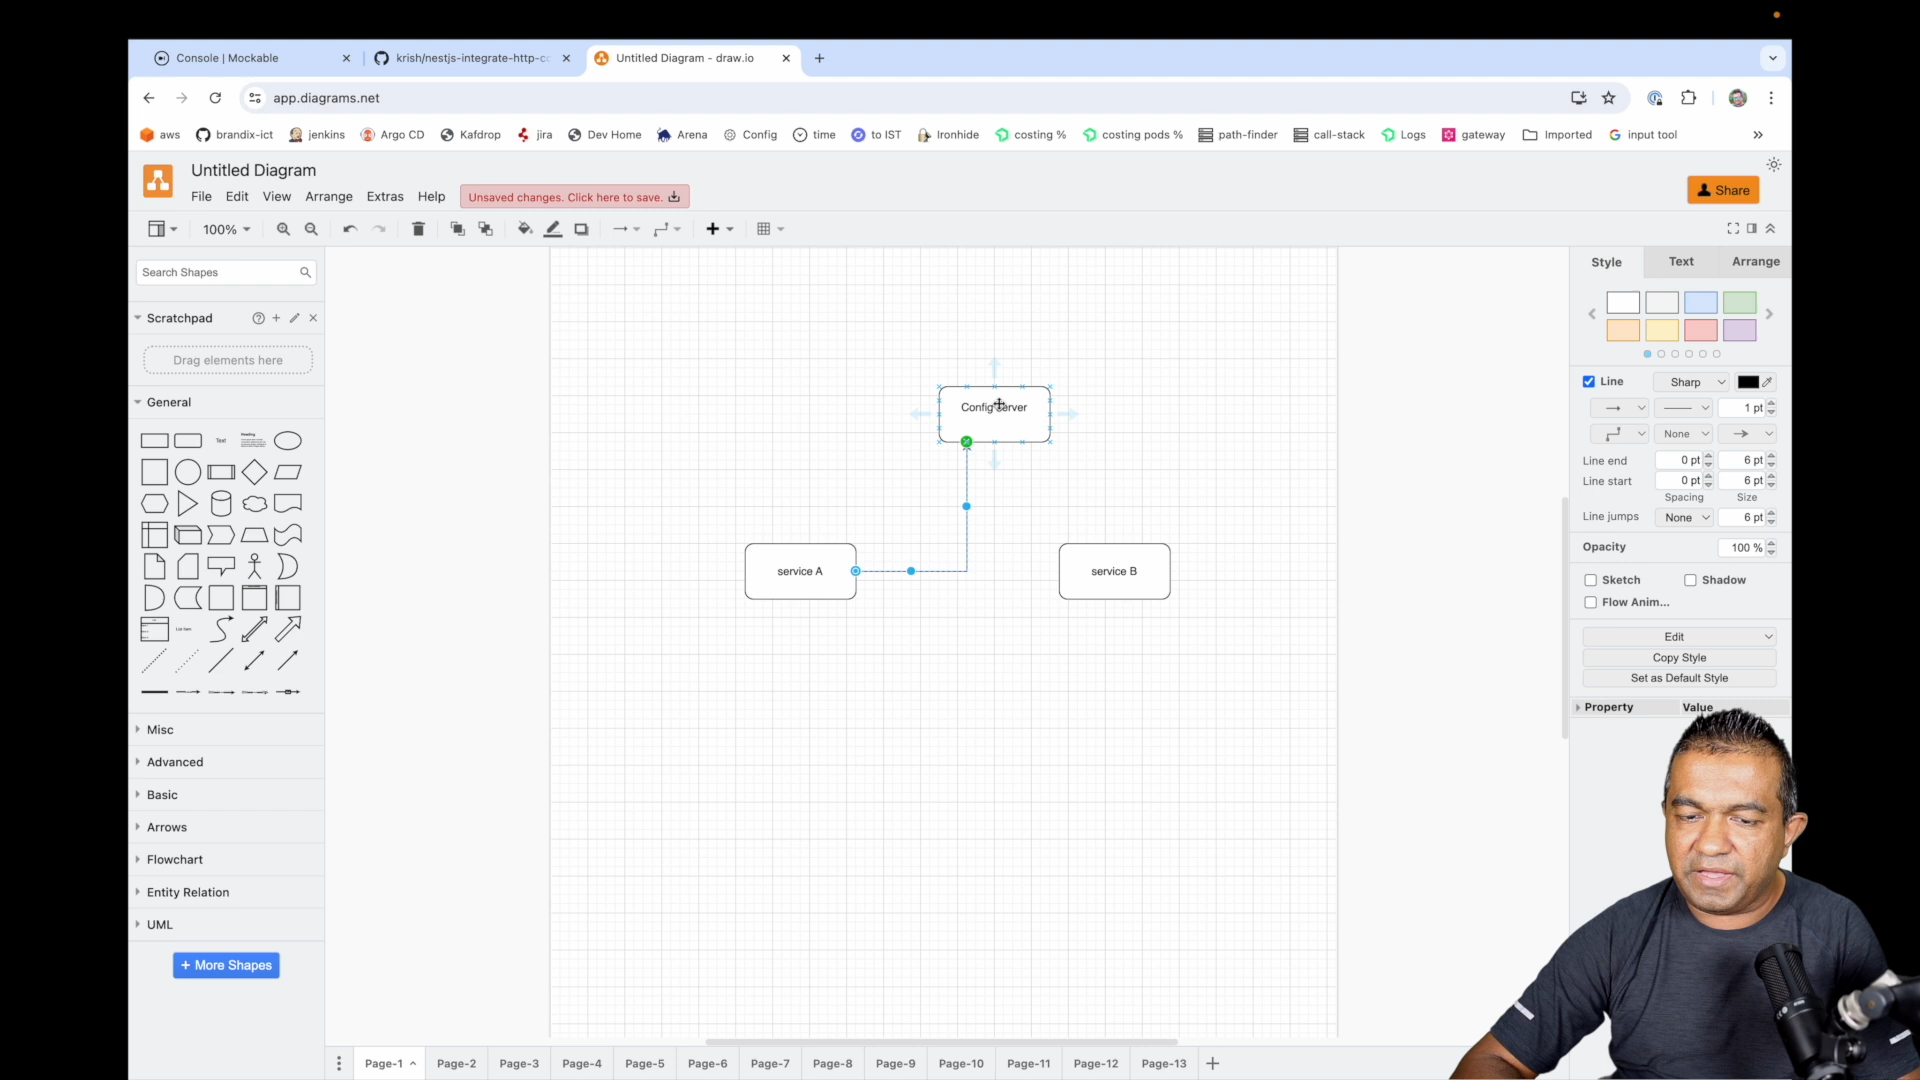 Console | Mockable
krish/nestjs-integrate-http-cc
Untitled Diagram - draw.io
app.diagrams.net
aws
brandix-ict
jenkins
Argo CD
Kafdrop
jira
Dev Home
Arena
Config
time
to IST
Ironhide
costing %
costing pods %
path-finder
call-stack
Logs
gateway
Imported
input tool
Untitled Diagram
File Edit View Arrange Extras Help
Unsaved changes. Click here to save.
Share
100%
Search Shapes
Scratchpad
Drag elements here
General
Text
Heading
List Item
Misc
Advanced
Basic
Arrows
Flowchart
Entity Relation
UML
+ More Shapes
Config server
service A
service B
Style Text Arrange
Line
Sharp
1 pt
None
Line end
0 pt
6 pt
Line start
0 pt
6 pt
Spacing
Size
Line jumps
None
6 pt
Opacity
100 %
Sketch
Shadow
Flow Anim...
Edit
Copy Style
Set as Default Style
Property
Value
Page-1
Page-2
Page-3
Page-4
Page-5
Page-6
Page-7
Page-8
Page-9
Page-10
Page-11
Page-12
Page-13